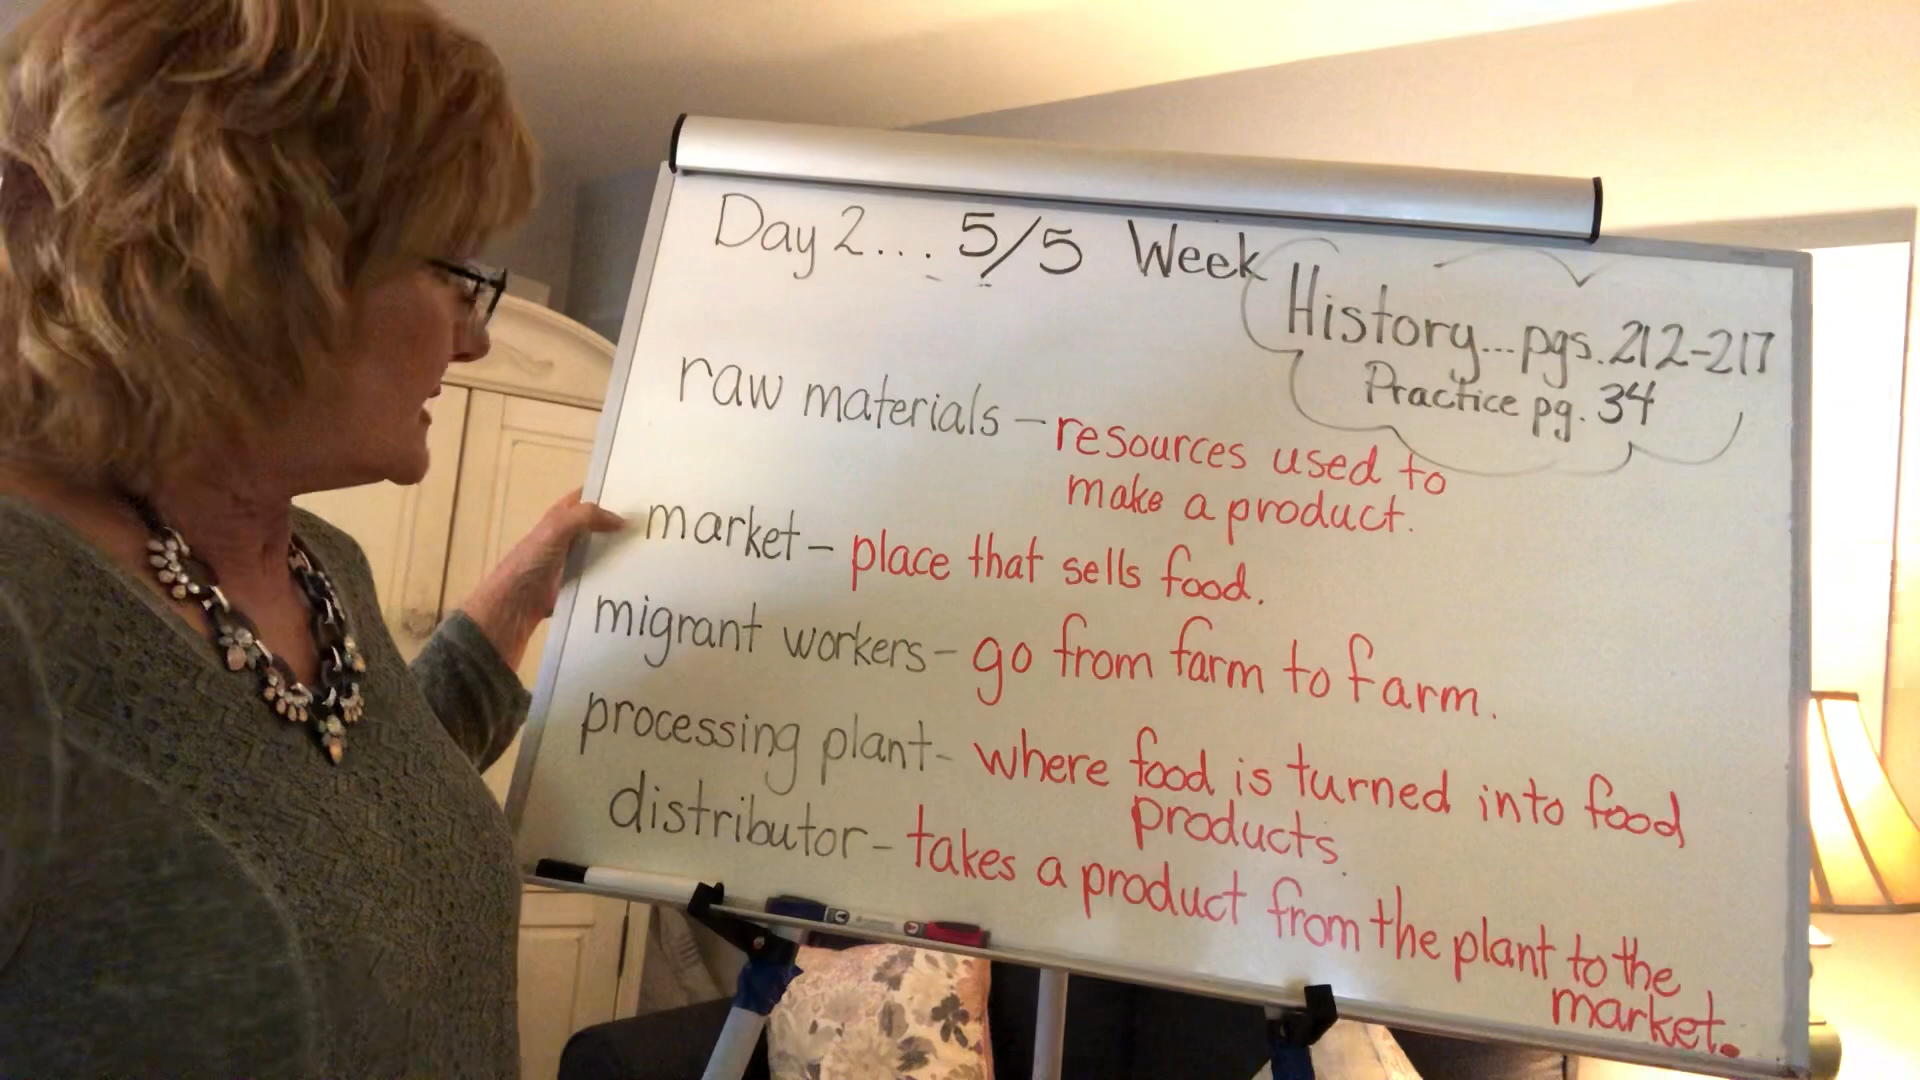 Day 2.... 5/5 Week
History...pgs. 212-217
Practice pg. 34
raw materials - resources used to
make a product.
market - place that sells food.
migrant workers - go from farm to farm.
processing plant - where food is turned into food
products.
distributor - takes a product from the plant to the
market.